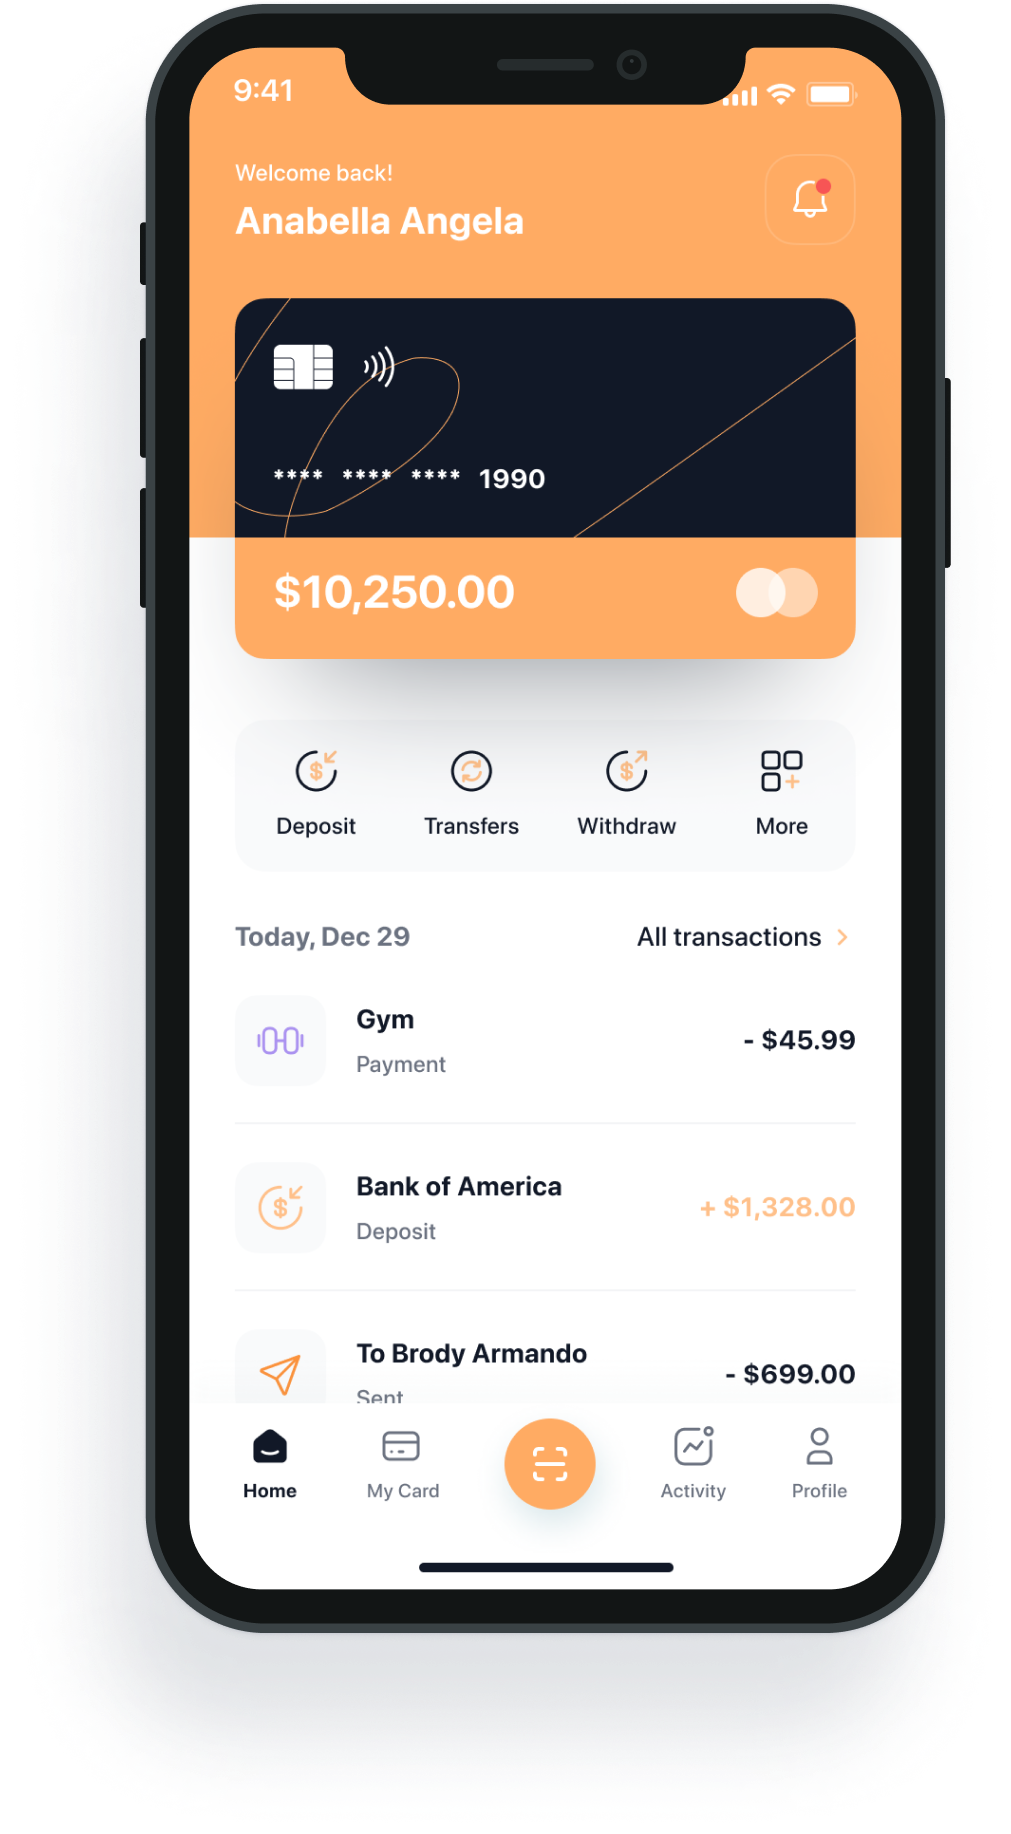 9:41
Welcome back!
Anabella Angela
**** **** **** 1990
$10,250.00
Deposit Transfers Withdraw More
Today, Dec 29 All transactions
Gym
Payment
- $45.99
Bank of America
Deposit
+ $1,328.00
To Brody Armando
Sent
- $699.00
Home My Card Activity Profile